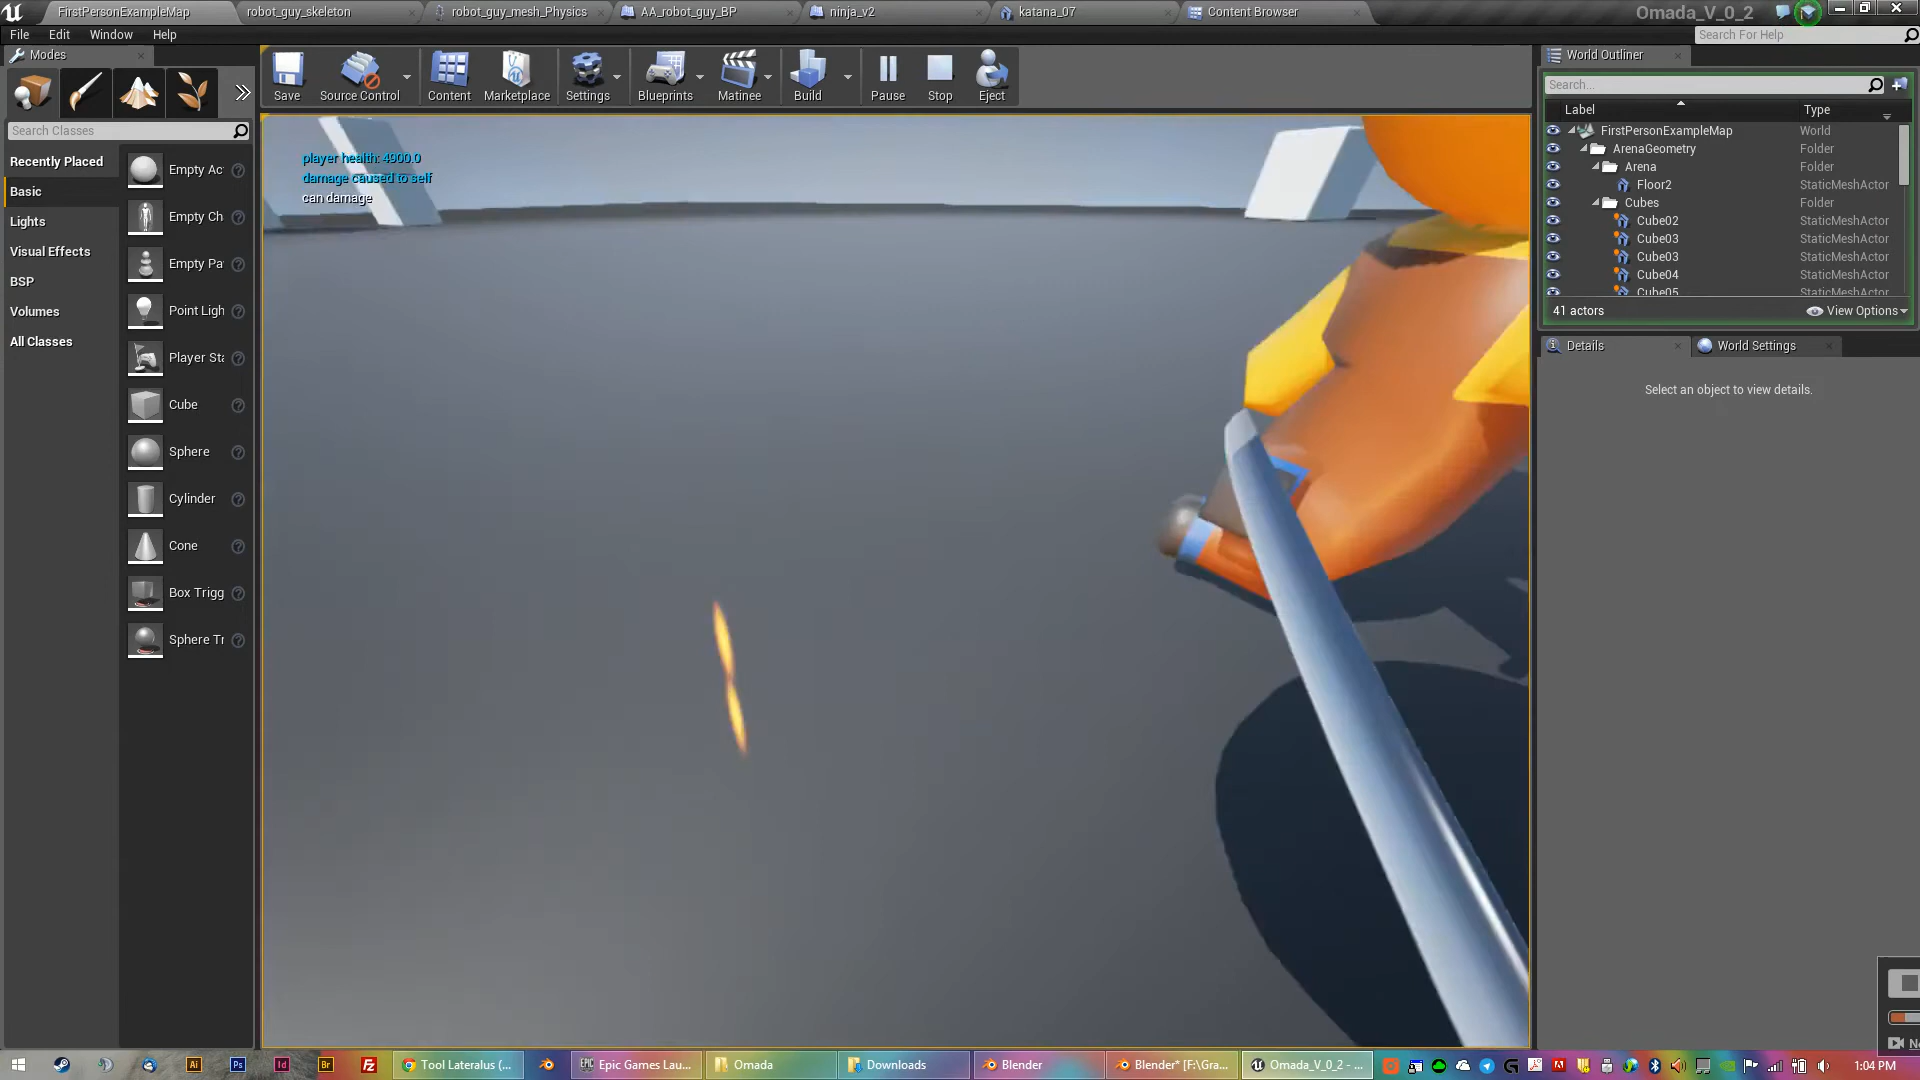 FirstPersonExampleMap
robot_guy_skeleton
robot_guy_mesh_Physics
AA_robot_guy_BP
ninja_v2
katana_07
Content Browser
Omada_V_0_2
File Edit Window Help
Search For Help
Modes
Search Classes
Recently Placed
Basic
Lights
Visual Effects
BSP
Volumes
All Classes
Empty Ac
Empty Ch
Empty Pa
Point Ligh
Player Sta
Cube
Sphere
Cylinder
Cone
Box Trigg
Sphere Tr
Save
Source Control
Content
Marketplace
Settings
Blueprints
Matinee
Build
Pause
Stop
Eject
player health: 4900.0
damage caused to self
can damage
World Outliner
Search...
Label Type
FirstPersonExampleMap World
ArenaGeometry Folder
Arena Folder
Floor2 StaticMeshActor
Cubes Folder
Cube02 StaticMeshActor
Cube03 StaticMeshActor
Cube03 StaticMeshActor
Cube04 StaticMeshActor
Cube05 StaticMeshActor
41 actors
View Options
Details
World Settings
Select an object to view details.
Tool Lateralus (...
Epic Games Lau...
Omada
Downloads
Blender
Blender* [F:\Gra...
Omada_V_0_2 - ...
1:04 PM